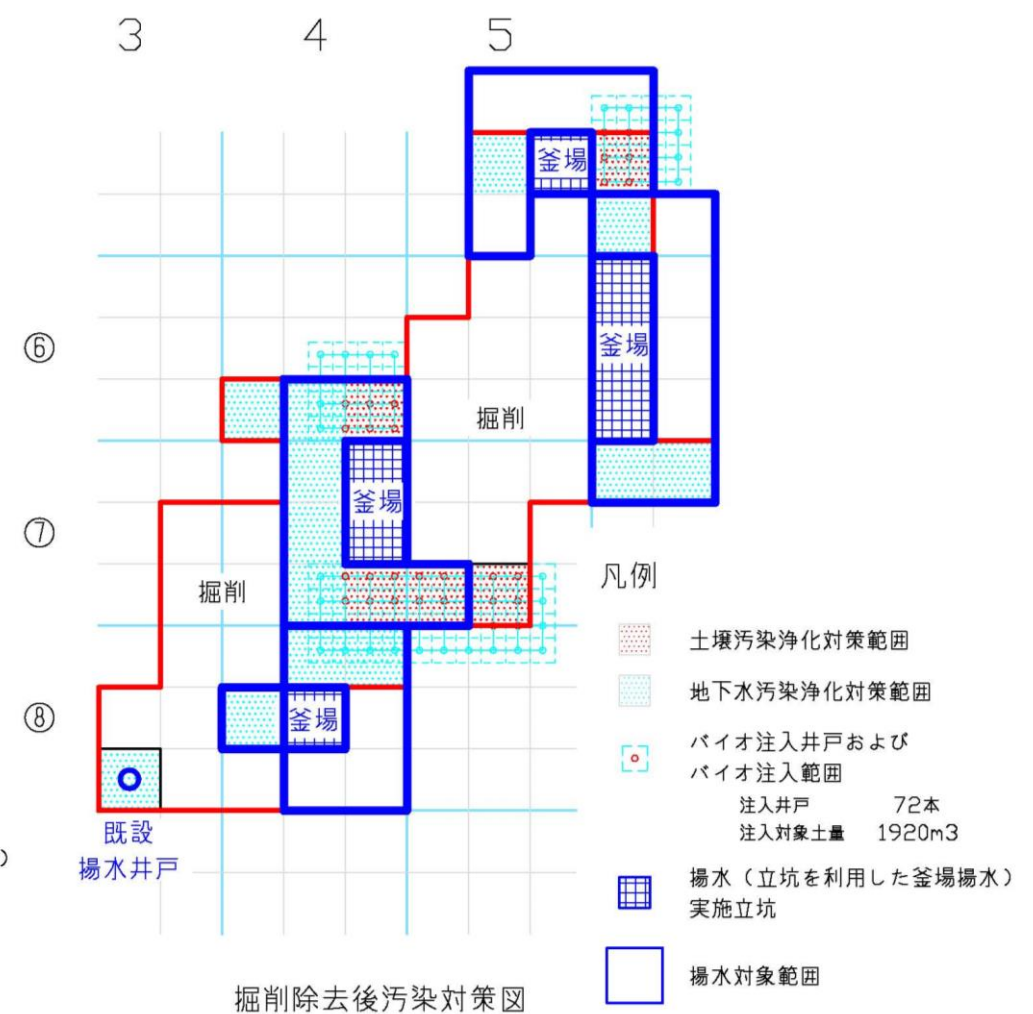 3 4 5
釜場
⑥
釜場
掘削
釜場
⑦
掘削
凡例
土壌汚染浄化対策範囲
地下水汚染浄化対策範囲
⑧
釜場
バイオ注入井戸および
バイオ注入範囲
注入井戸 72本
注入対象土量 1920m3
既設
揚水井戸
揚水（立坑を利用した釜場揚水）
実施立坑
揚水対象範囲
掘削除去後汚染対策図